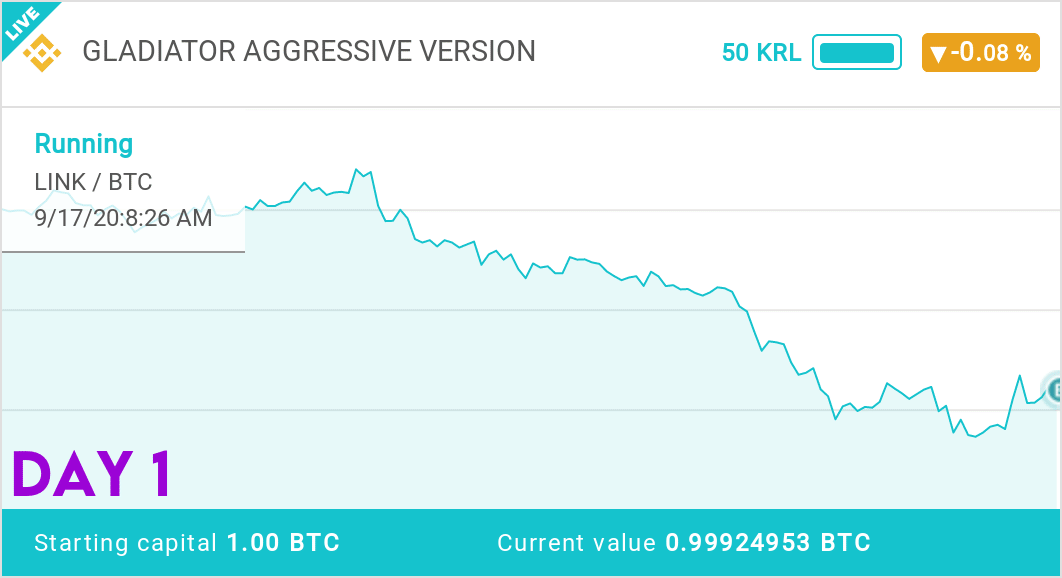 LIVE
GLADIATOR AGGRESSIVE VERSION
50 KRL
▼-0.08 %
Running
LINK / BTC
9/17/20:8:26 AM
DAY 1
Starting capital 1.00 BTC
Current value 0.99924953 BTC